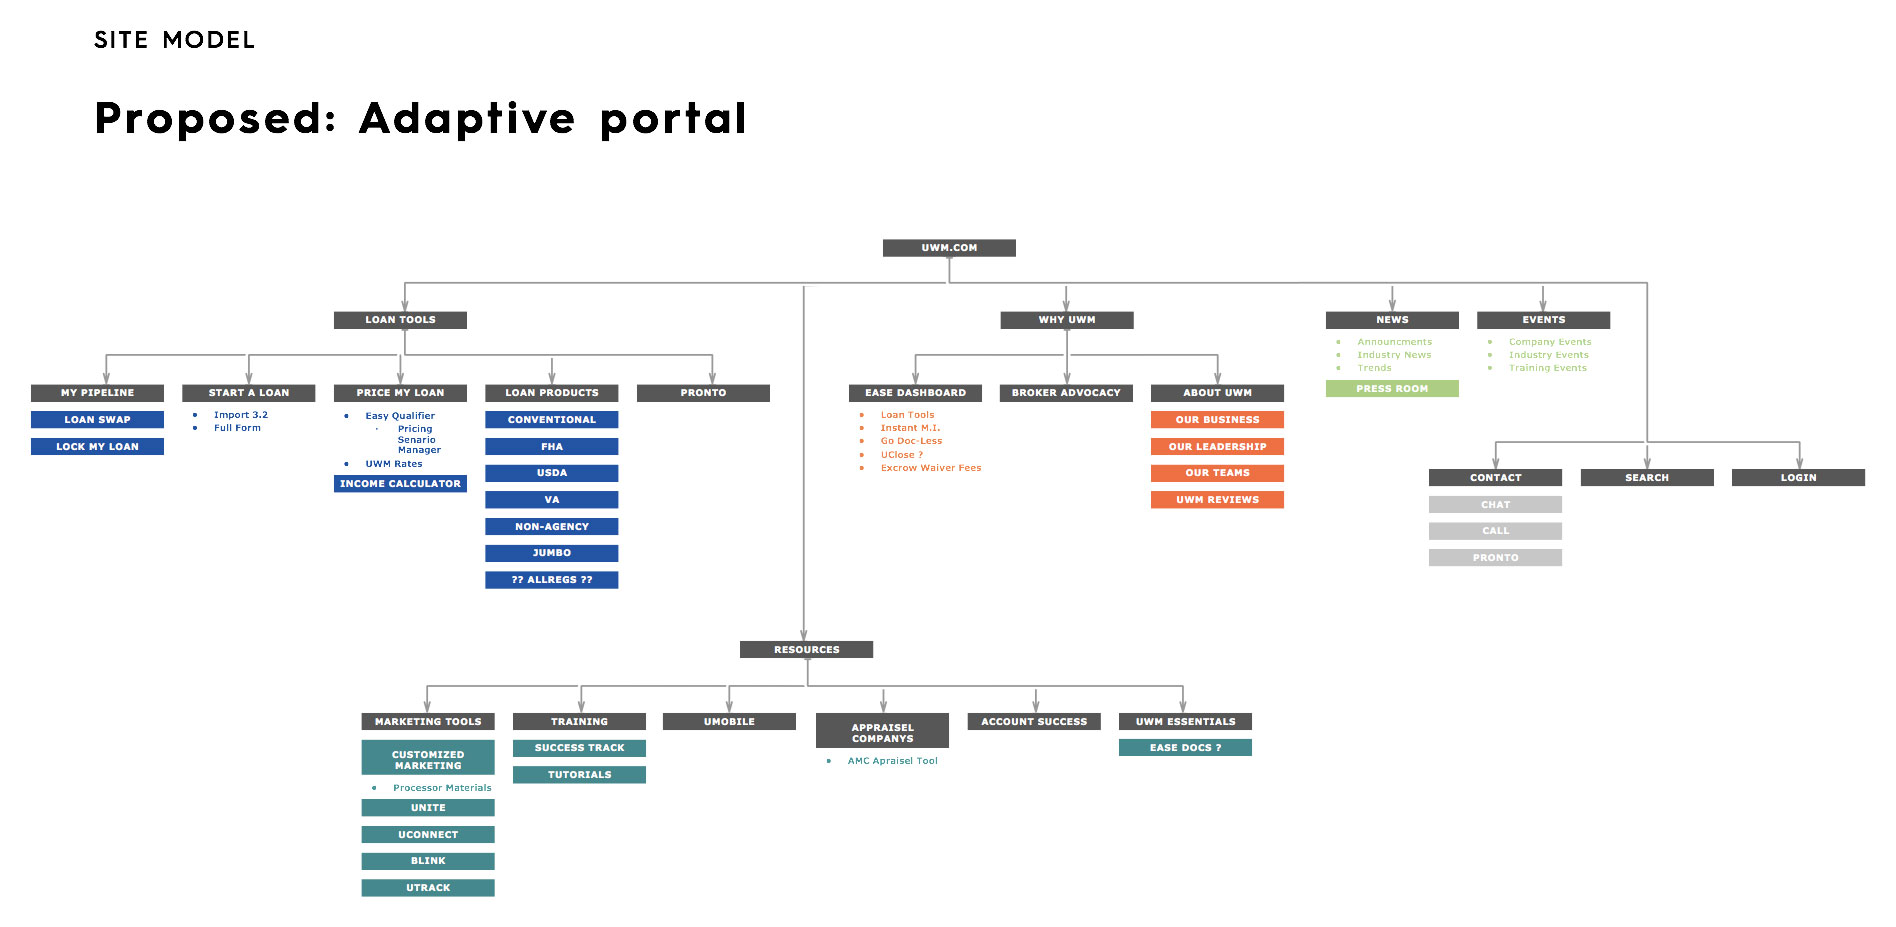 SITE MODEL
Proposed: Adaptive portal
UWM.COM
LOAN TOOLS
WHY UWM
NEWS
EVENTS
Announcments
Industry News
Trends
PRESS ROOM
Company Events
Industry Events
Training Events
MY PIPELINE
LOAN SWAP
LOCK MY LOAN
START A LOAN
Import 3.2
Full Form
PRICE MY LOAN
Easy Qualifier
Pricing
Senario
Manager
UWM Rates
INCOME CALCULATOR
LOAN PRODUCTS
CONVENTIONAL
FHA
USDA
VA
NON-AGENCY
JUMBO
?? ALLREGS ??
PRONTO
EASE DASHBOARD
Loan Tools
Instant M.I.
Go Doc-Less
UClose ?
Excrow Waiver Fees
BROKER ADVOCACY
ABOUT UWM
OUR BUSINESS
OUR LEADERSHIP
OUR TEAMS
UWM REVIEWS
CONTACT
CHAT
CALL
PRONTO
SEARCH
LOGIN
RESOURCES
MARKETING TOOLS
CUSTOMIZED
MARKETING
Processor Materials
UNITE
UCONNECT
BLINK
UTRACK
TRAINING
SUCCESS TRACK
TUTORIALS
UMOBILE
APPRAISEL
COMPANYS
AMC Apraisel Tool
ACCOUNT SUCCESS
UWM ESSENTIALS
EASE DOCS ?